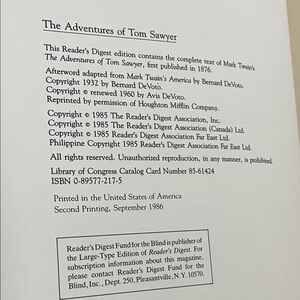 The Adventures of Tom Sawyer
This Reader's Digest edition contains the complete text of Mark Twain's
The Adventures of Tom Sawyer, first published in 1876.
Afterword adapted from Mark Twain's America by Bernard DeVoto.
Copyright 1932 by Bernard DeVoto.
Copyright © renewed 1960 by Avis DeVoto.
Reprinted by permission of Houghton Mifflin Company.
Copyright © 1985 The Reader's Digest Association, Inc.
Copyright © 1985 The Reader's Digest Association (Canada) Ltd.
Copyright © 1985 Reader's Digest Association Far East Ltd.
Philippine Copyright 1985 Reader's Digest Association Far East Ltd.
All rights reserved. Unauthorized reproduction, in any manner, is prohibited.
Library of Congress Catalog Card Number 85-61424
ISBN 0-89577-217-5
Printed in the United States of America
Second Printing, September 1986
Reader's Digest Fund for the Blind is publisher of
the Large-Type Edition of Reader's Digest. For
subscription information about this magazine,
please contact Reader's Digest Fund for the
Blind, Inc., Dept. 250, Pleasantville, N.Y. 10570.